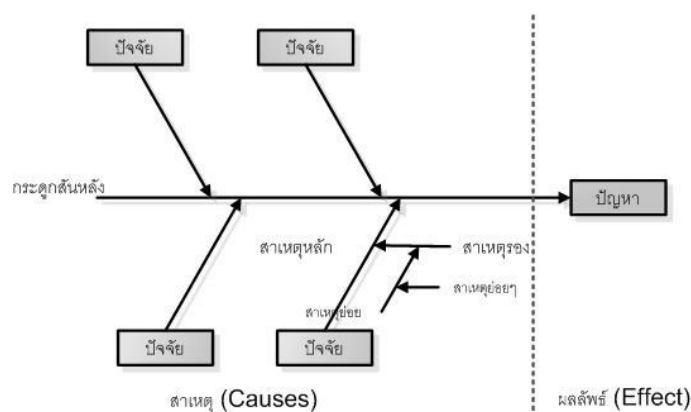 ปัจจัย ปัจจัย
กระดูกสันหลัง
ปัญหา
สาเหตุหลัก สาเหตุรอง
สาเหตุย่อยๆ
สาเหตุย่อย
ปัจจัย ปัจจัย
สาเหตุ (Causes) ผลลัพธ์ (Effect)